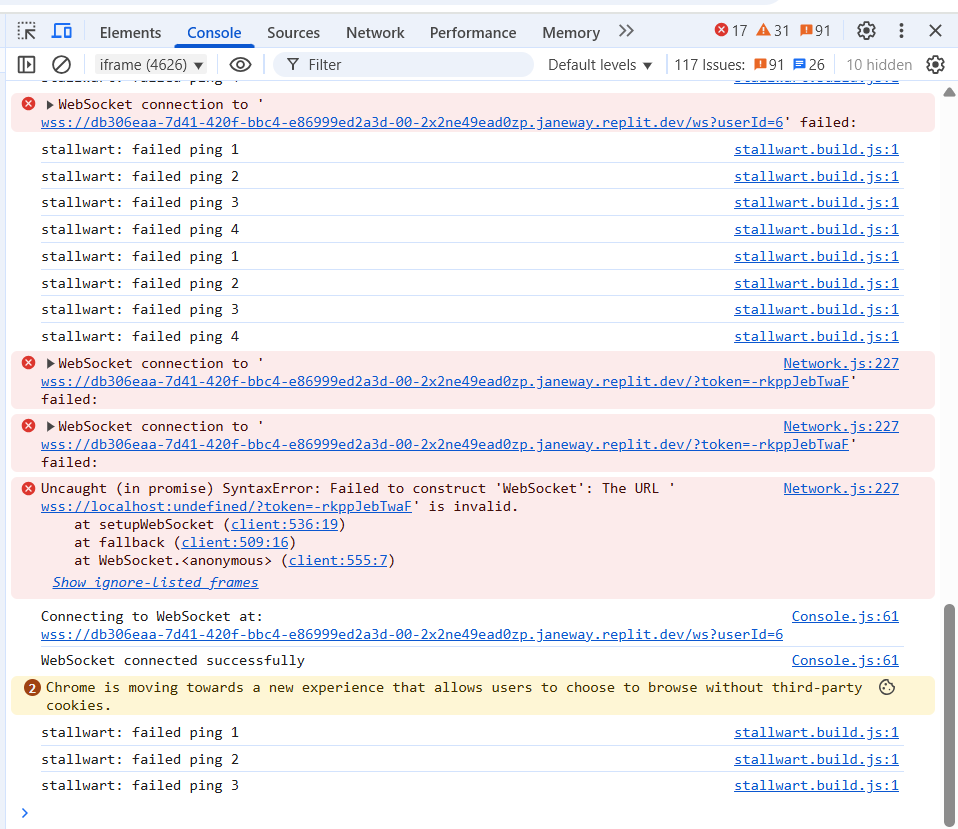 Elements Console Sources Network Performance Memory 17 31 91
iframe (4626) Filter Default levels 117 Issues: 91 26 10 hidden
WebSocket connection to '
wss://db306eaa-7d41-420f-bbc4-e86999ed2a3d-00-2x2ne49ead0zp.janeway.replit.dev/ws?userId=6' failed:
stallwart: failed ping 1 stallwart.build.js:1
stallwart: failed ping 2 stallwart.build.js:1
stallwart: failed ping 3 stallwart.build.js:1
stallwart: failed ping 4 stallwart.build.js:1
stallwart: failed ping 1 stallwart.build.js:1
stallwart: failed ping 2 stallwart.build.js:1
stallwart: failed ping 3 stallwart.build.js:1
stallwart: failed ping 4 stallwart.build.js:1
WebSocket connection to ' Network.js:227
wss://db306eaa-7d41-420f-bbc4-e86999ed2a3d-00-2x2ne49ead0zp.janeway.replit.dev/?token=-rkppJebTwaF'
failed:
WebSocket connection to ' Network.js:227
wss://db306eaa-7d41-420f-bbc4-e86999ed2a3d-00-2x2ne49ead0zp.janeway.replit.dev/?token=-rkppJebTwaF'
failed:
Uncaught (in promise) SyntaxError: Failed to construct 'WebSocket': The URL ' Network.js:227
wss://localhost:undefined/?token=-rkppJebTwaF' is invalid.
at setupWebSocket (client:536:19)
at fallback (client:509:16)
at WebSocket.<anonymous> (client:555:7)
Show ignore-listed frames
Connecting to WebSocket at: Console.js:61
wss://db306eaa-7d41-420f-bbc4-e86999ed2a3d-00-2x2ne49ead0zp.janeway.replit.dev/ws?userId=6
WebSocket connected successfully Console.js:61
2 Chrome is moving towards a new experience that allows users to choose to browse without third-party
cookies.
stallwart: failed ping 1 stallwart.build.js:1
stallwart: failed ping 2 stallwart.build.js:1
stallwart: failed ping 3 stallwart.build.js:1